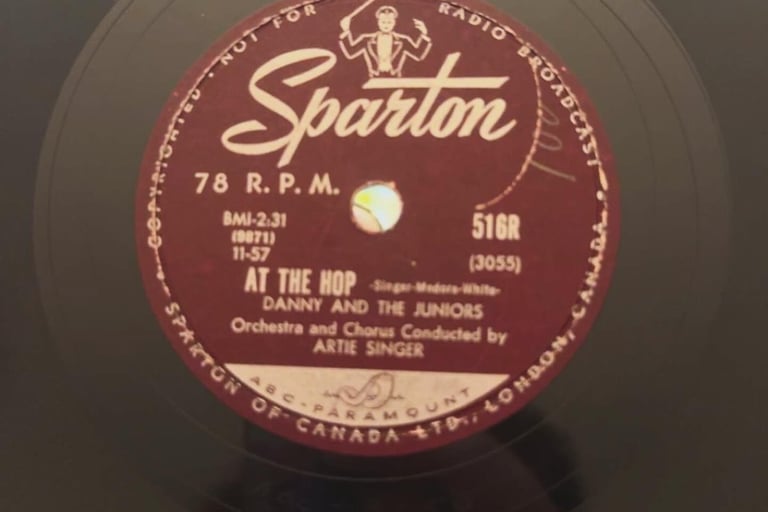 COPYRIGHTED · NOT FOR RADIO BROADCAST
Sparton
78 R.P.M.
BMI-2:31
(9871)
11-57
516R
(3055)
AT THE HOP -Singer-Medora-White-
DANNY AND THE JUNIORS
Orchestra and Chorus Conducted by
ARTIE SINGER
ABC-PARAMOUNT
SPARTON OF CANADA LTD., LONDON, CANADA